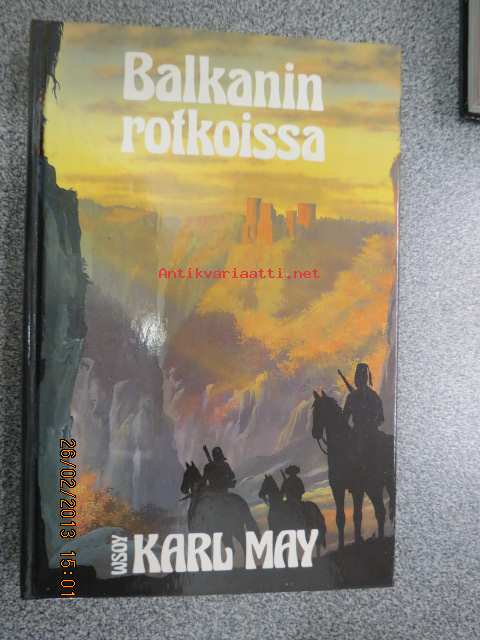 Balkanin
rotkoissa
Antikvariaatti.net
WSOY
KARL MAY
26/02/2013 15:01